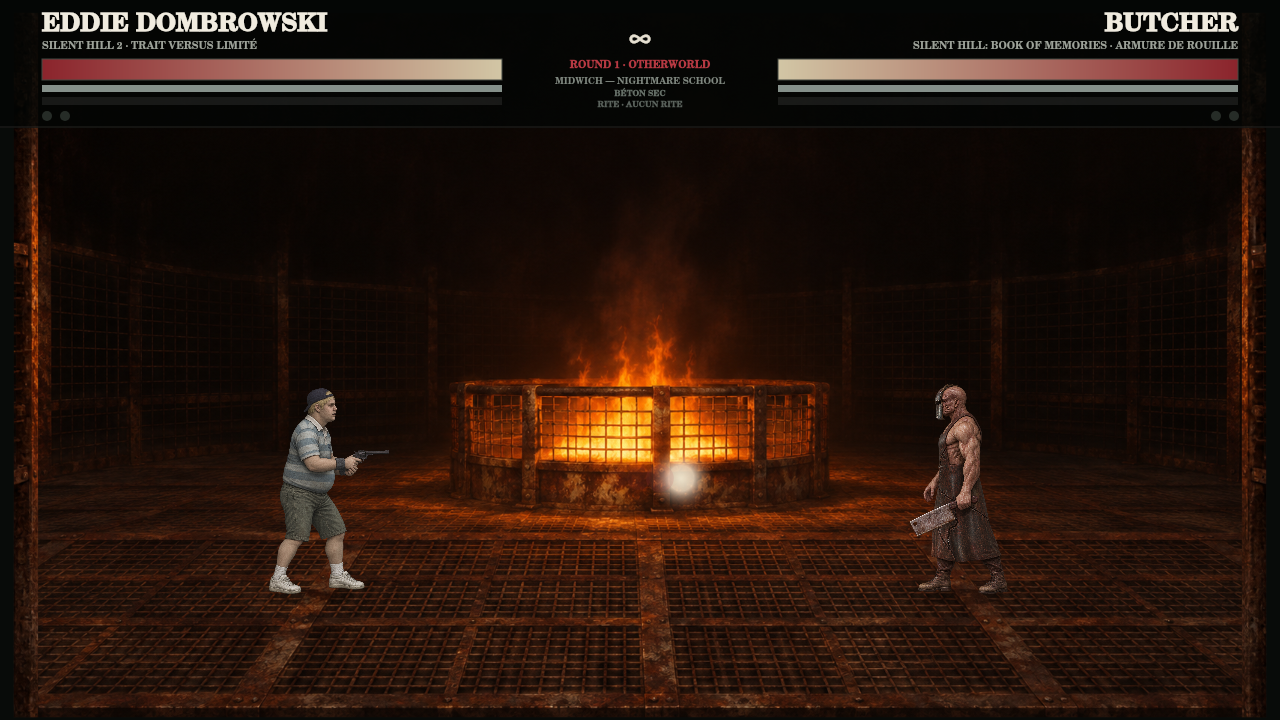 EDDIE DOMBROWSKI
SILENT HILL 2 · TRAIT VERSUS LIMITÉ
∞
ROUND 1 · OTHERWORLD
MIDWICH — NIGHTMARE SCHOOL
BÉTON SEC
RITE · AUCUN RITE
BUTCHER
SILENT HILL: BOOK OF MEMORIES · ARMURE DE ROUILLE